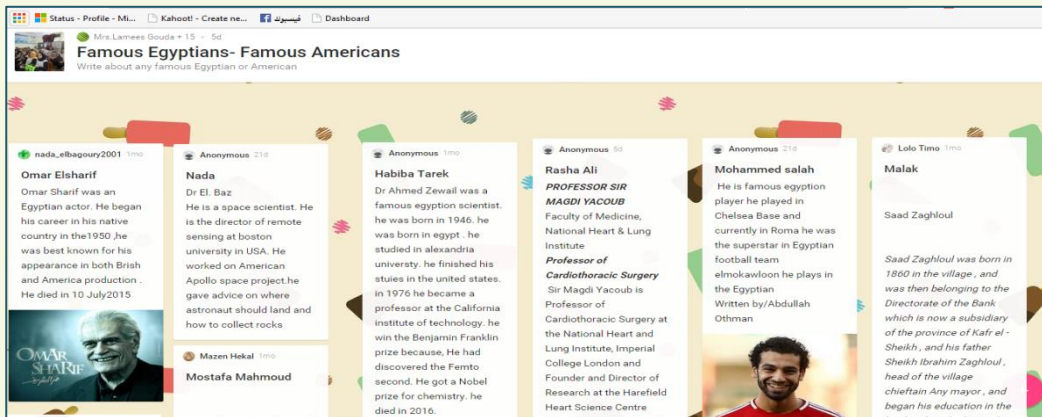 Status - Profile - Mi...
Kahoot! - Create ne...
فيسبوك
Dashboard
Mrs.Lamees Gouda + 15 - 5d
Famous Egyptians- Famous Americans
Write about any famous Egyptian or American
nada_elbagoury2001 1mo
Omar Elsharif
Omar Sharif was an
Egyptian actor. He began
his career in his native
country in the1950 ,he
was best known for his
appearance in both Brish
and America production .
He died in 10 July2015
OMAR
SHARIF
Anonymous 21d
Nada
Dr El. Baz
He is a space scientist. He
is the director of remote
sensing at boston
university in USA. He
worked on American
Apollo space project.he
gave advice on where
astronaut should land and
how to collect rocks
Mazen Hekal 1mo
Mostafa Mahmoud
Anonymous 1mo
Habiba Tarek
Dr Ahmed Zewail was a
famous egyption scientist.
he was born in 1946. he
was born in egypt . he
studied in alexandria
universty. he finished his
stuies in the united states.
in 1976 he became a
professor at the California
institute of technology. he
win the Benjamin Franklin
prize because, He had
discovered the Femto
second. He got a Nobel
prize for chemistry. he
died in 2016.
Anonymous 6d
Rasha Ali
PROFESSOR SIR
MAGDI YACOUB
Faculty of Medicine,
National Heart & Lung
Institute
Professor of
Cardiothoracic Surgery
Sir Magdi Yacoub is
Professor of
Cardiothoracic Surgery at
the National Heart and
Lung Institute, Imperial
College London and
Founder and Director of
Research at the Harefield
Heart Science Centre
Anonymous 21d
Mohammed salah
He is famous egyption
player he played in
Chelsea Base and
currently in Roma he was
the superstar in Egyptian
football team
elmokawloon he plays in
the Egyptian
Written by/Abdullah
Othman
Lolo Timo 1mo
Malak
Saad Zaghloul
Saad Zaghloul was born in
1860 in the village , and
was then belonging to the
Directorate of the Bank
which is now a subsidiary
of the province of Kafr el -
Sheikh , and his father
Sheikh Ibrahim Zaghloul ,
head of the village
chieftain Any mayor , and
began his education in the